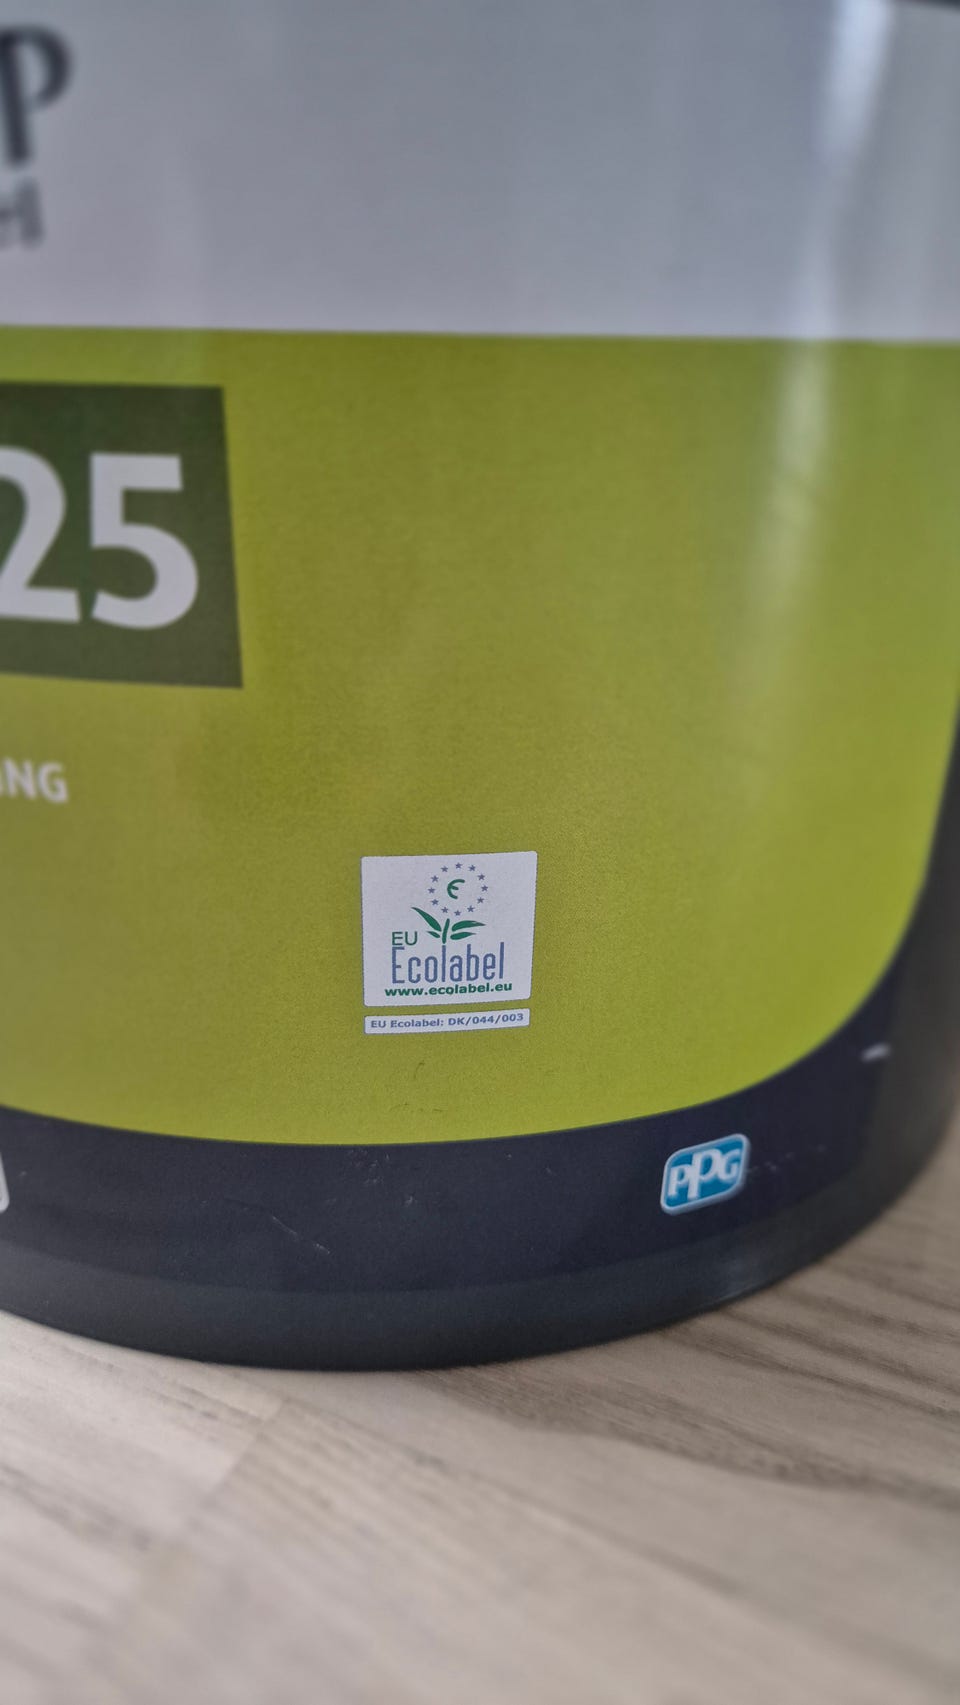 P
H
25
NG
EU
Ecolabel
www.ecolabel.eu
EU Ecolabel: DK/044/003
PPG